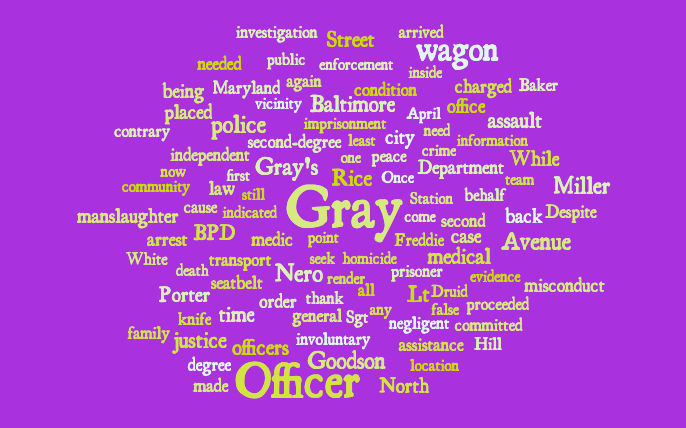 investigation Street arrived
wagon
needed public enforcement inside
being Maryland again condition charged Baker
placed vicinity Baltimore April office
contrary police imprisonment assault
second-degree least city need information
independent Gray's one peace crime While
now first Rice Once Department team
community law still Station behalf Miller
manslaughter cause indicated Gray come second back Despite
arrest BPD medic point Freddie case Avenue
White death transport seek homicide medical
seatbelt Nero render prisoner evidence misconduct
Porter order thank all Lt Druid proceeded
knife time general Sgt any false
family justice officers involuntary negligent committed
degree Goodson assistance Hill
made Officer North location